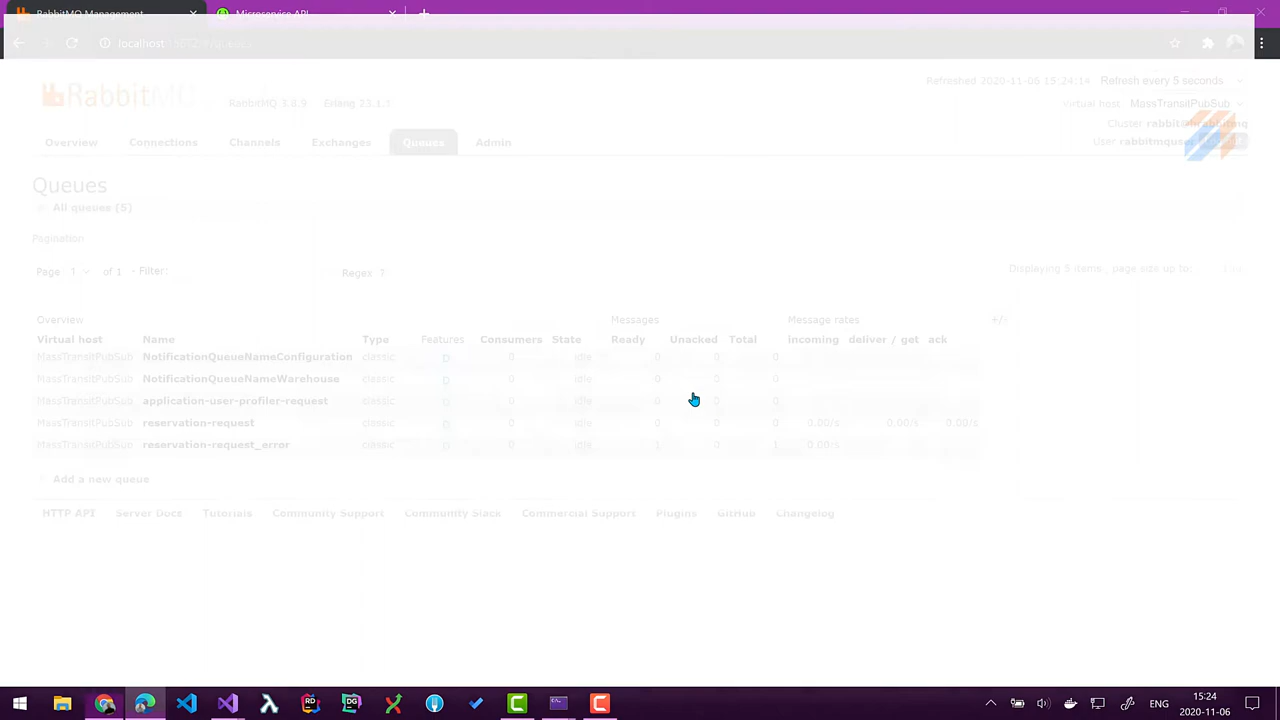 RabbitMQ Management
Microservice API
localhost
RabbitMQ
RabbitMQ 3.8.9
Refreshed 2020-11-06 15:24:14
Refresh every 5 seconds
Virtual host
MassTransitPubSub
Cluster
User rabbitmquser
Overview
Connections
Channels
Exchanges
Queues
Admin
Queues
All queues (5)
Pagination
Page 1 of 1 - Filter:
Regex ?
Displaying 5 items , page size up to:
Overview
Messages
Message rates
+/-
Virtual host Name Type Features Consumers State Ready Unacked Total incoming deliver / get ack
MassTransitPubSub NotificationQueueNameConfiguration classic D 0 idle 0 0 0
MassTransitPubSub NotificationQueueNameWarehouse classic D 0 idle 0 0 0
MassTransitPubSub application-user-profiler-request classic D 0 idle 0 0 0
MassTransitPubSub reservation-request classic D 0 idle 0 0 0 0.00/s 0.00/s 0.00/s
MassTransitPubSub reservation-request_error classic D 0 idle 1 0 1 0.00/s
Add a new queue
HTTP API Server Docs Tutorials Community Support Community Slack Commercial Support Plugins GitHub Changelog
ENG
15:24
2020-11-06